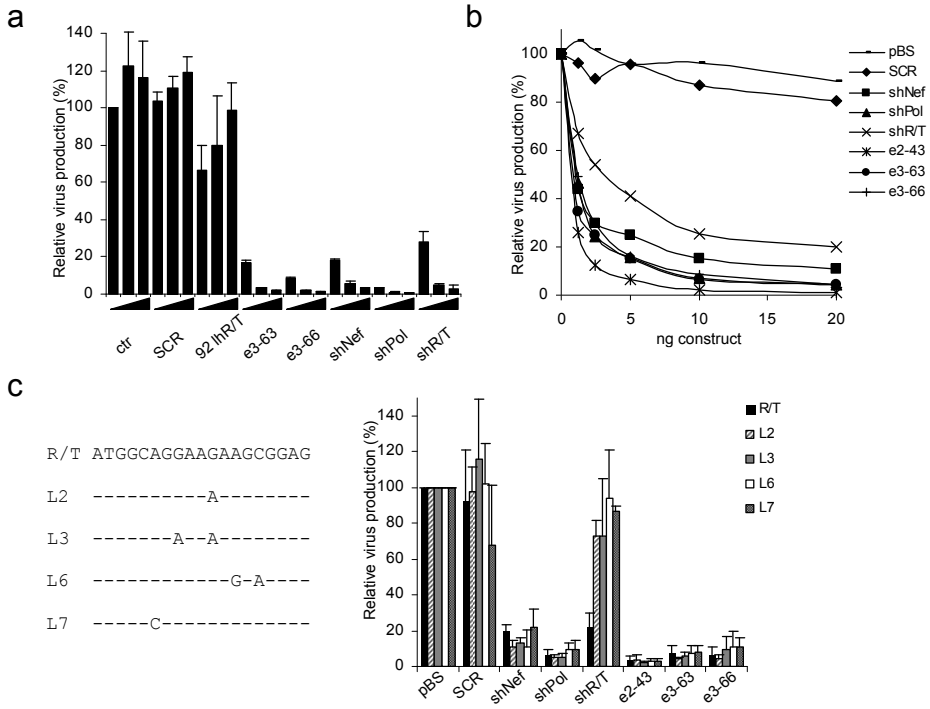 a
Relative virus production (%)
140
120
100
80
60
40
20
0
ctr
SCR
92 lhR/T
e3-63
e3-66
shNef
shPol
shR/T
b
Relative virus production (%)
100
80
60
40
20
0
0
5
10
15
20
ng construct
pBS
SCR
shNef
shPol
shR/T
e2-43
e3-63
e3-66
c
R/T ATGGCAGGAAGAAGCGGAG
L2 ----------A--------
L3 -------A--A--------
L6 ------------G-A----
L7 -----C-------------
Relative virus production (%)
140
120
100
80
60
40
20
0
pBS
SCR
shNef
shPol
shR/T
e2-43
e3-63
e3-66
R/T
L2
L3
L6
L7